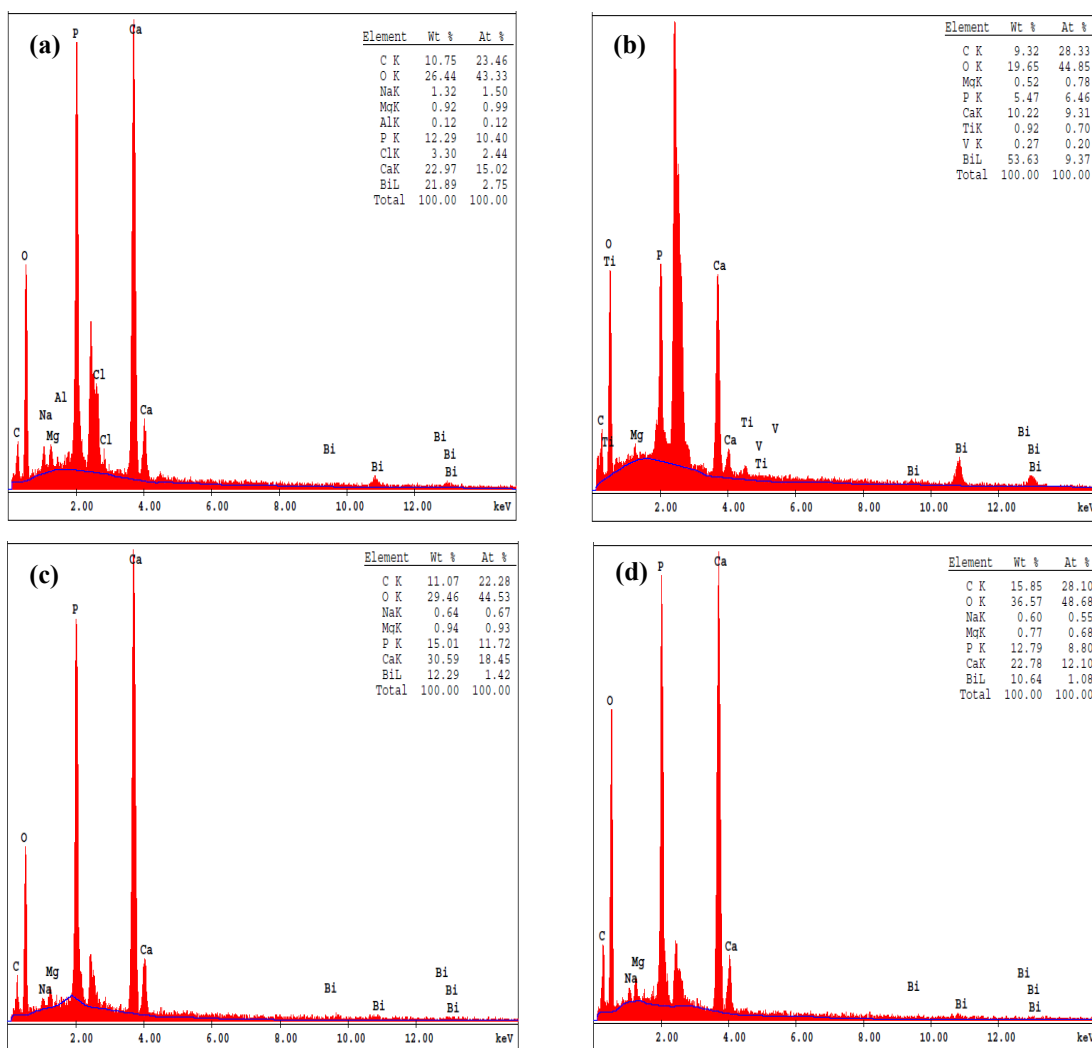 (a)
Element Wt % At %
C K 10.75 23.46
O K 26.44 43.33
NaK 1.32 1.50
MgK 0.92 0.99
AlK 0.12 0.12
P K 12.29 10.40
ClK 3.30 2.44
CaK 22.97 15.02
BiL 21.89 2.75
Total 100.00 100.00
P
Ca
O
Cl
Al
Na
C
Mg
Cl
Ca
Bi
Bi
Bi
Bi
Bi
2.00 4.00 6.00 8.00 10.00 12.00 keV
(b)
Element Wt % At %
C K 9.32 28.33
O K 19.65 44.85
MgK 0.52 0.78
P K 5.47 6.46
CaK 10.22 9.31
TiK 0.92 0.70
V K 0.27 0.20
BiL 53.63 9.37
Total 100.00 100.00
O
Ti
P
Ca
C
Ti
Mg
Ca
Ti
V
V
Ti
Bi
Bi
Bi
Bi
Bi
2.00 4.00 6.00 8.00 10.00 12.00 keV
(c)
Element Wt % At %
C K 11.07 22.28
O K 29.46 44.53
NaK 0.64 0.67
MgK 0.94 0.93
P K 15.01 11.72
CaK 30.59 18.45
BiL 12.29 1.42
Total 100.00 100.00
Ca
P
O
C
Mg
Na
Ca
Bi
Bi
Bi
Bi
Bi
2.00 4.00 6.00 8.00 10.00 12.00 keV
(d)
Element Wt % At %
C K 15.85 28.10
O K 36.57 48.68
NaK 0.60 0.55
MgK 0.77 0.68
P K 12.79 8.80
CaK 22.78 12.10
BiL 10.64 1.08
Total 100.00 100.00
Ca
P
O
C
Mg
Na
Ca
Bi
Bi
Bi
Bi
Bi
2.00 4.00 6.00 8.00 10.00 12.00 keV